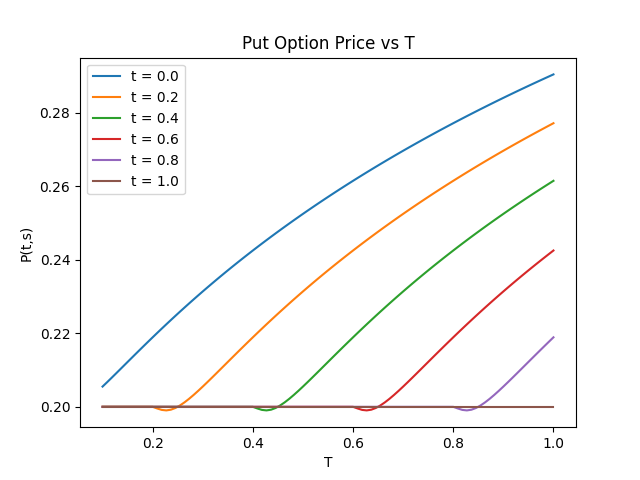 Put Option Price vs T
t = 0.0
t = 0.2
t = 0.4
t = 0.6
t = 0.8
t = 1.0
P(t,s)
0.28
0.26
0.24
0.22
0.20
0.2 0.4 0.6 0.8 1.0
T